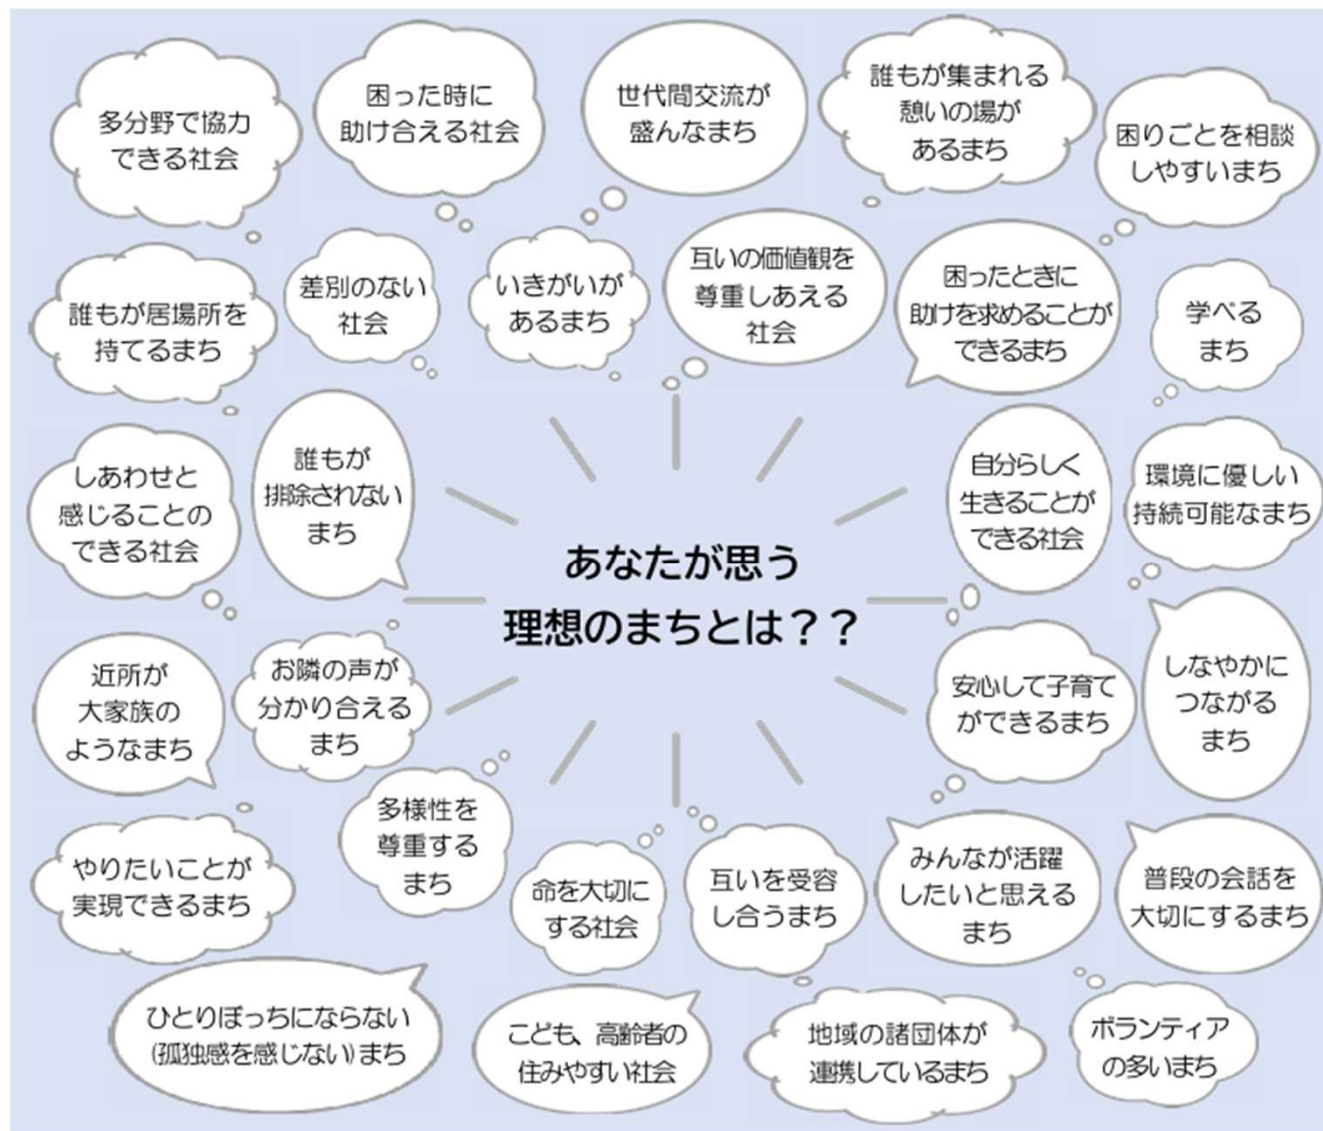 多分野で協力
できる社会
困った時に
助け合える社会
世代間交流が
盛んなまち
誰もが集まれる
憩いの場が
あるまち
困りごとを相談
しやすいまち
誰もが居場所を
持てるまち
差別のない
社会
いきがいが
あるまち
互いの価値観を
尊重しあえる
社会
困ったときに
助けを求めることが
できるまち
学べる
まち
しあわせと
感じることの
できる社会
誰もが
排除されない
まち
自分らしく
生きることが
できる社会
環境に優しい
持続可能なまち
あなたが思う
理想のまちとは？？
近所が
大家族の
ようなまち
お隣の声が
分かり合える
まち
安心して子育て
ができるまち
しなやかに
つながる
まち
やりたいことが
実現できるまち
多様性を
尊重する
まち
命を大切に
する社会
互いを受容
し合うまち
みんなが活躍
したいと思える
まち
普段の会話を
大切にするまち
ひとりぼっちにならない
(孤独感を感じない)まち
こども、高齢者の
住みやすい社会
地域の諸団体が
連携しているまち
ボランティア
の多いまち